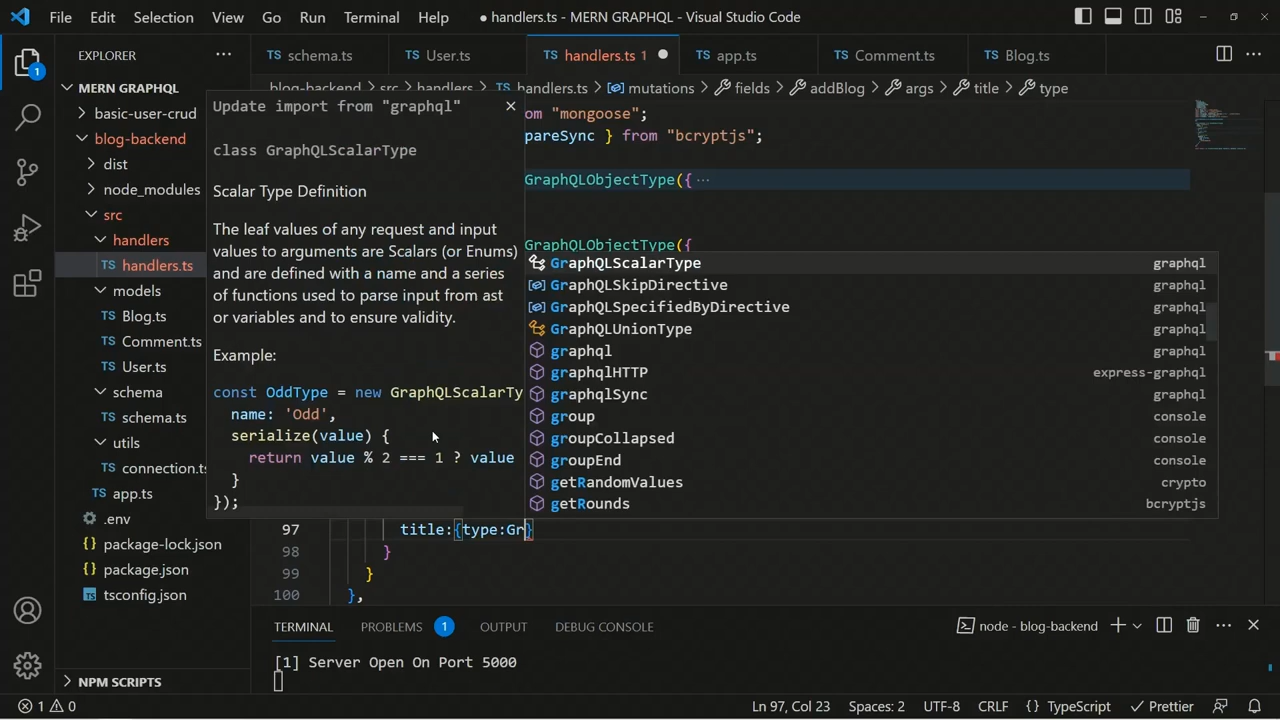 File Edit Selection View Go Run Terminal Help
● handlers.ts - MERN GRAPHQL - Visual Studio Code
EXPLORER ···
TS schema.ts
TS User.ts
TS handlers.ts 1 ●
TS app.ts
TS Comment.ts
TS Blog.ts
···
1
MERN GRAPHQL
basic-user-crud
blog-backend
dist
node_modules
src
handlers
TS handlers.ts
models
TS Blog.ts
TS Comment.ts
TS User.ts
schema
TS schema.ts
utils
TS connection.ts
TS app.ts
.env
{} package-lock.json
{} package.json
tsconfig.json
NPM SCRIPTS
blog-backend > src > handlers > TS handlers.ts > mutations > fields > addBlog > args > title > type
om "mongoose";
pareSync } from "bcryptjs";
GraphQLObjectType({ ···
GraphQLObjectType({
Update import from "graphql"
class GraphQLScalarType
Scalar Type Definition
The leaf values of any request and input
values to arguments are Scalars (or Enums)
and are defined with a name and a series
of functions used to parse input from ast
or variables and to ensure validity.
Example:
const OddType = new GraphQLScalarTy
name: 'Odd',
serialize(value) {
return value % 2 === 1 ? value
}
});
GraphQLScalarType graphql
GraphQLSkipDirective graphql
GraphQLSpecifiedByDirective graphql
GraphQLUnionType graphql
graphql graphql
graphqlHTTP express-graphql
graphqlSync graphql
group console
groupCollapsed console
groupEnd console
getRandomValues crypto
getRounds bcryptjs
97 title:{type:Gr}
98 }
99 }
100 },
TERMINAL PROBLEMS 1 OUTPUT DEBUG CONSOLE
node - blog-backend
···
[1] Server Open On Port 5000
1 0
Ln 97, Col 23 Spaces: 2 UTF-8 CRLF {} TypeScript Prettier